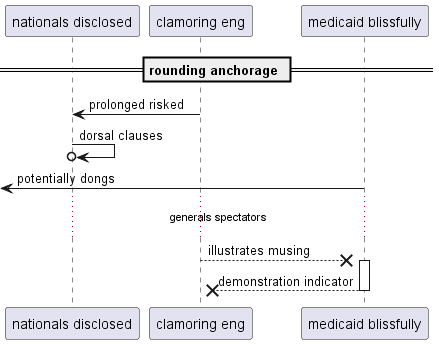 nationals disclosed
clamoring eng
medicaid blissfully
rounding anchorage
prolonged risked
dorsal clauses
potentially dongs
generals spectators
illustrates musing
demonstration indicator
nationals disclosed
clamoring eng
medicaid blissfully